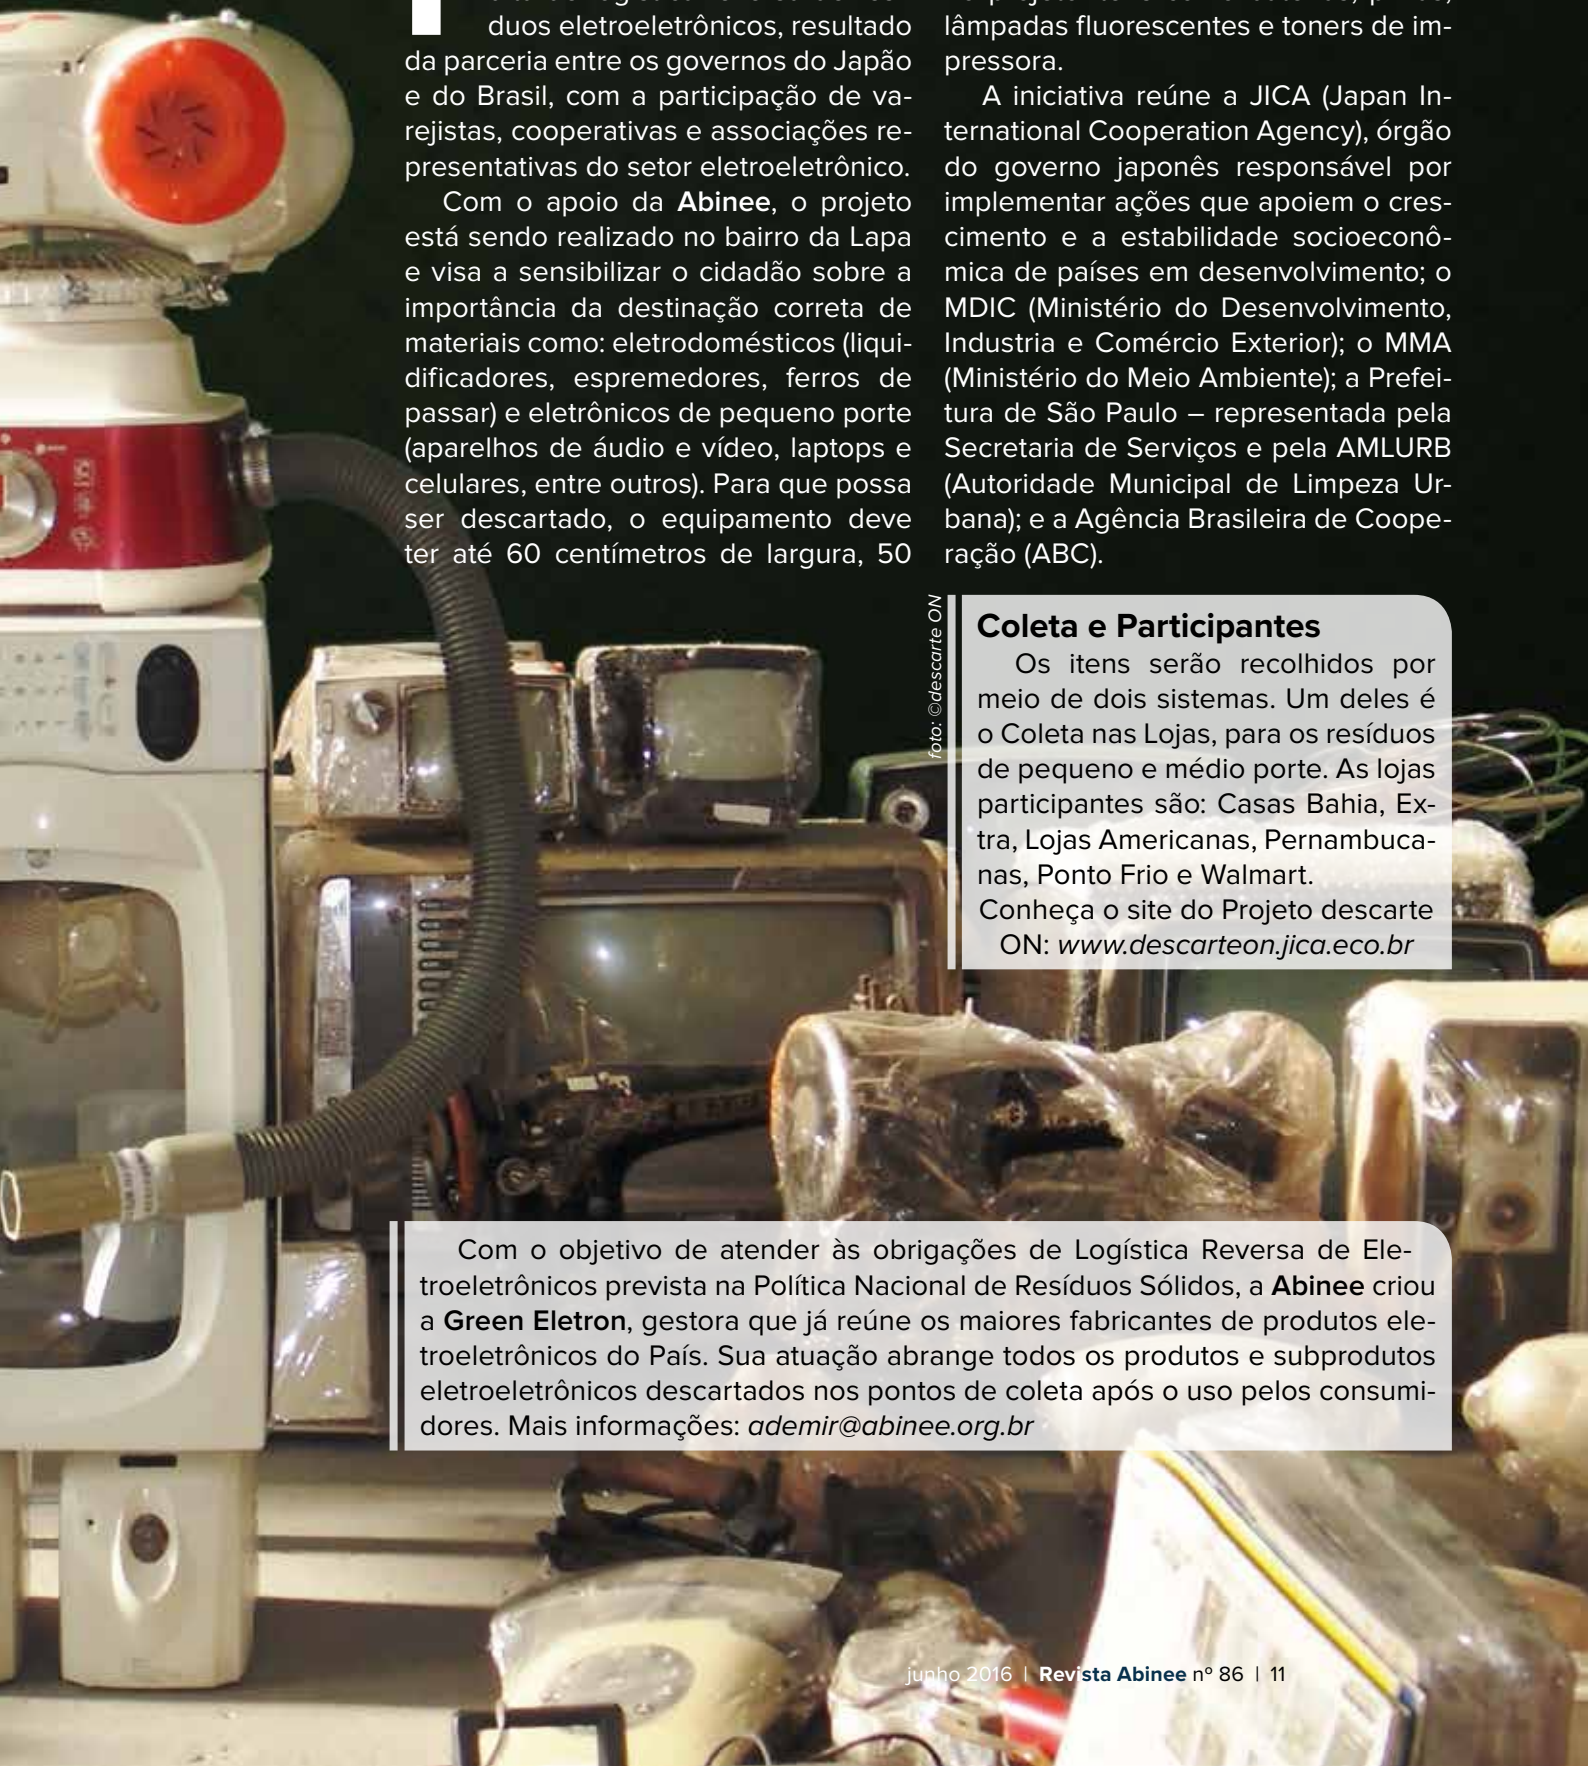 duos eletroeletrônicos, resultado
da parceria entre os governos do Japão
e do Brasil, com a participação de va-
rejistas, cooperativas e associações re-
presentativas do setor eletroeletrônico.
Com o apoio da Abinee, o projeto
está sendo realizado no bairro da Lapa
e visa a sensibilizar o cidadão sobre a
importância da destinação correta de
materiais como: eletrodomésticos (liqui-
dificadores, espremedores, ferros de
passar) e eletrônicos de pequeno porte
(aparelhos de áudio e vídeo, laptops e
celulares, entre outros). Para que possa
ser descartado, o equipamento deve
ter até 60 centímetros de largura, 50
lâmpadas fluorescentes e toners de im-
pressora.
A iniciativa reúne a JICA (Japan In-
ternational Cooperation Agency), órgão
do governo japonês responsável por
implementar ações que apoiem o cres-
cimento e a estabilidade socioeconô-
mica de países em desenvolvimento; o
MDIC (Ministério do Desenvolvimento,
Industria e Comércio Exterior); o MMA
(Ministério do Meio Ambiente); a Prefei-
tura de São Paulo – representada pela
Secretaria de Serviços e pela AMLURB
(Autoridade Municipal de Limpeza Ur-
bana); e a Agência Brasileira de Coope-
ração (ABC).
foto: ©descarte ON
Coleta e Participantes
Os itens serão recolhidos por
meio de dois sistemas. Um deles é
o Coleta nas Lojas, para os resíduos
de pequeno e médio porte. As lojas
participantes são: Casas Bahia, Ex-
tra, Lojas Americanas, Pernambuca-
nas, Ponto Frio e Walmart.
Conheça o site do Projeto descarte
ON: www.descarteon.jica.eco.br
Com o objetivo de atender às obrigações de Logística Reversa de Ele-
troeletrônicos prevista na Política Nacional de Resíduos Sólidos, a Abinee criou
a Green Eletron, gestora que já reúne os maiores fabricantes de produtos ele-
troeletrônicos do País. Sua atuação abrange todos os produtos e subprodutos
eletroeletrônicos descartados nos pontos de coleta após o uso pelos consumi-
dores. Mais informações: ademir@abinee.org.br
junho 2016 | Revista Abinee nº 86 | 11